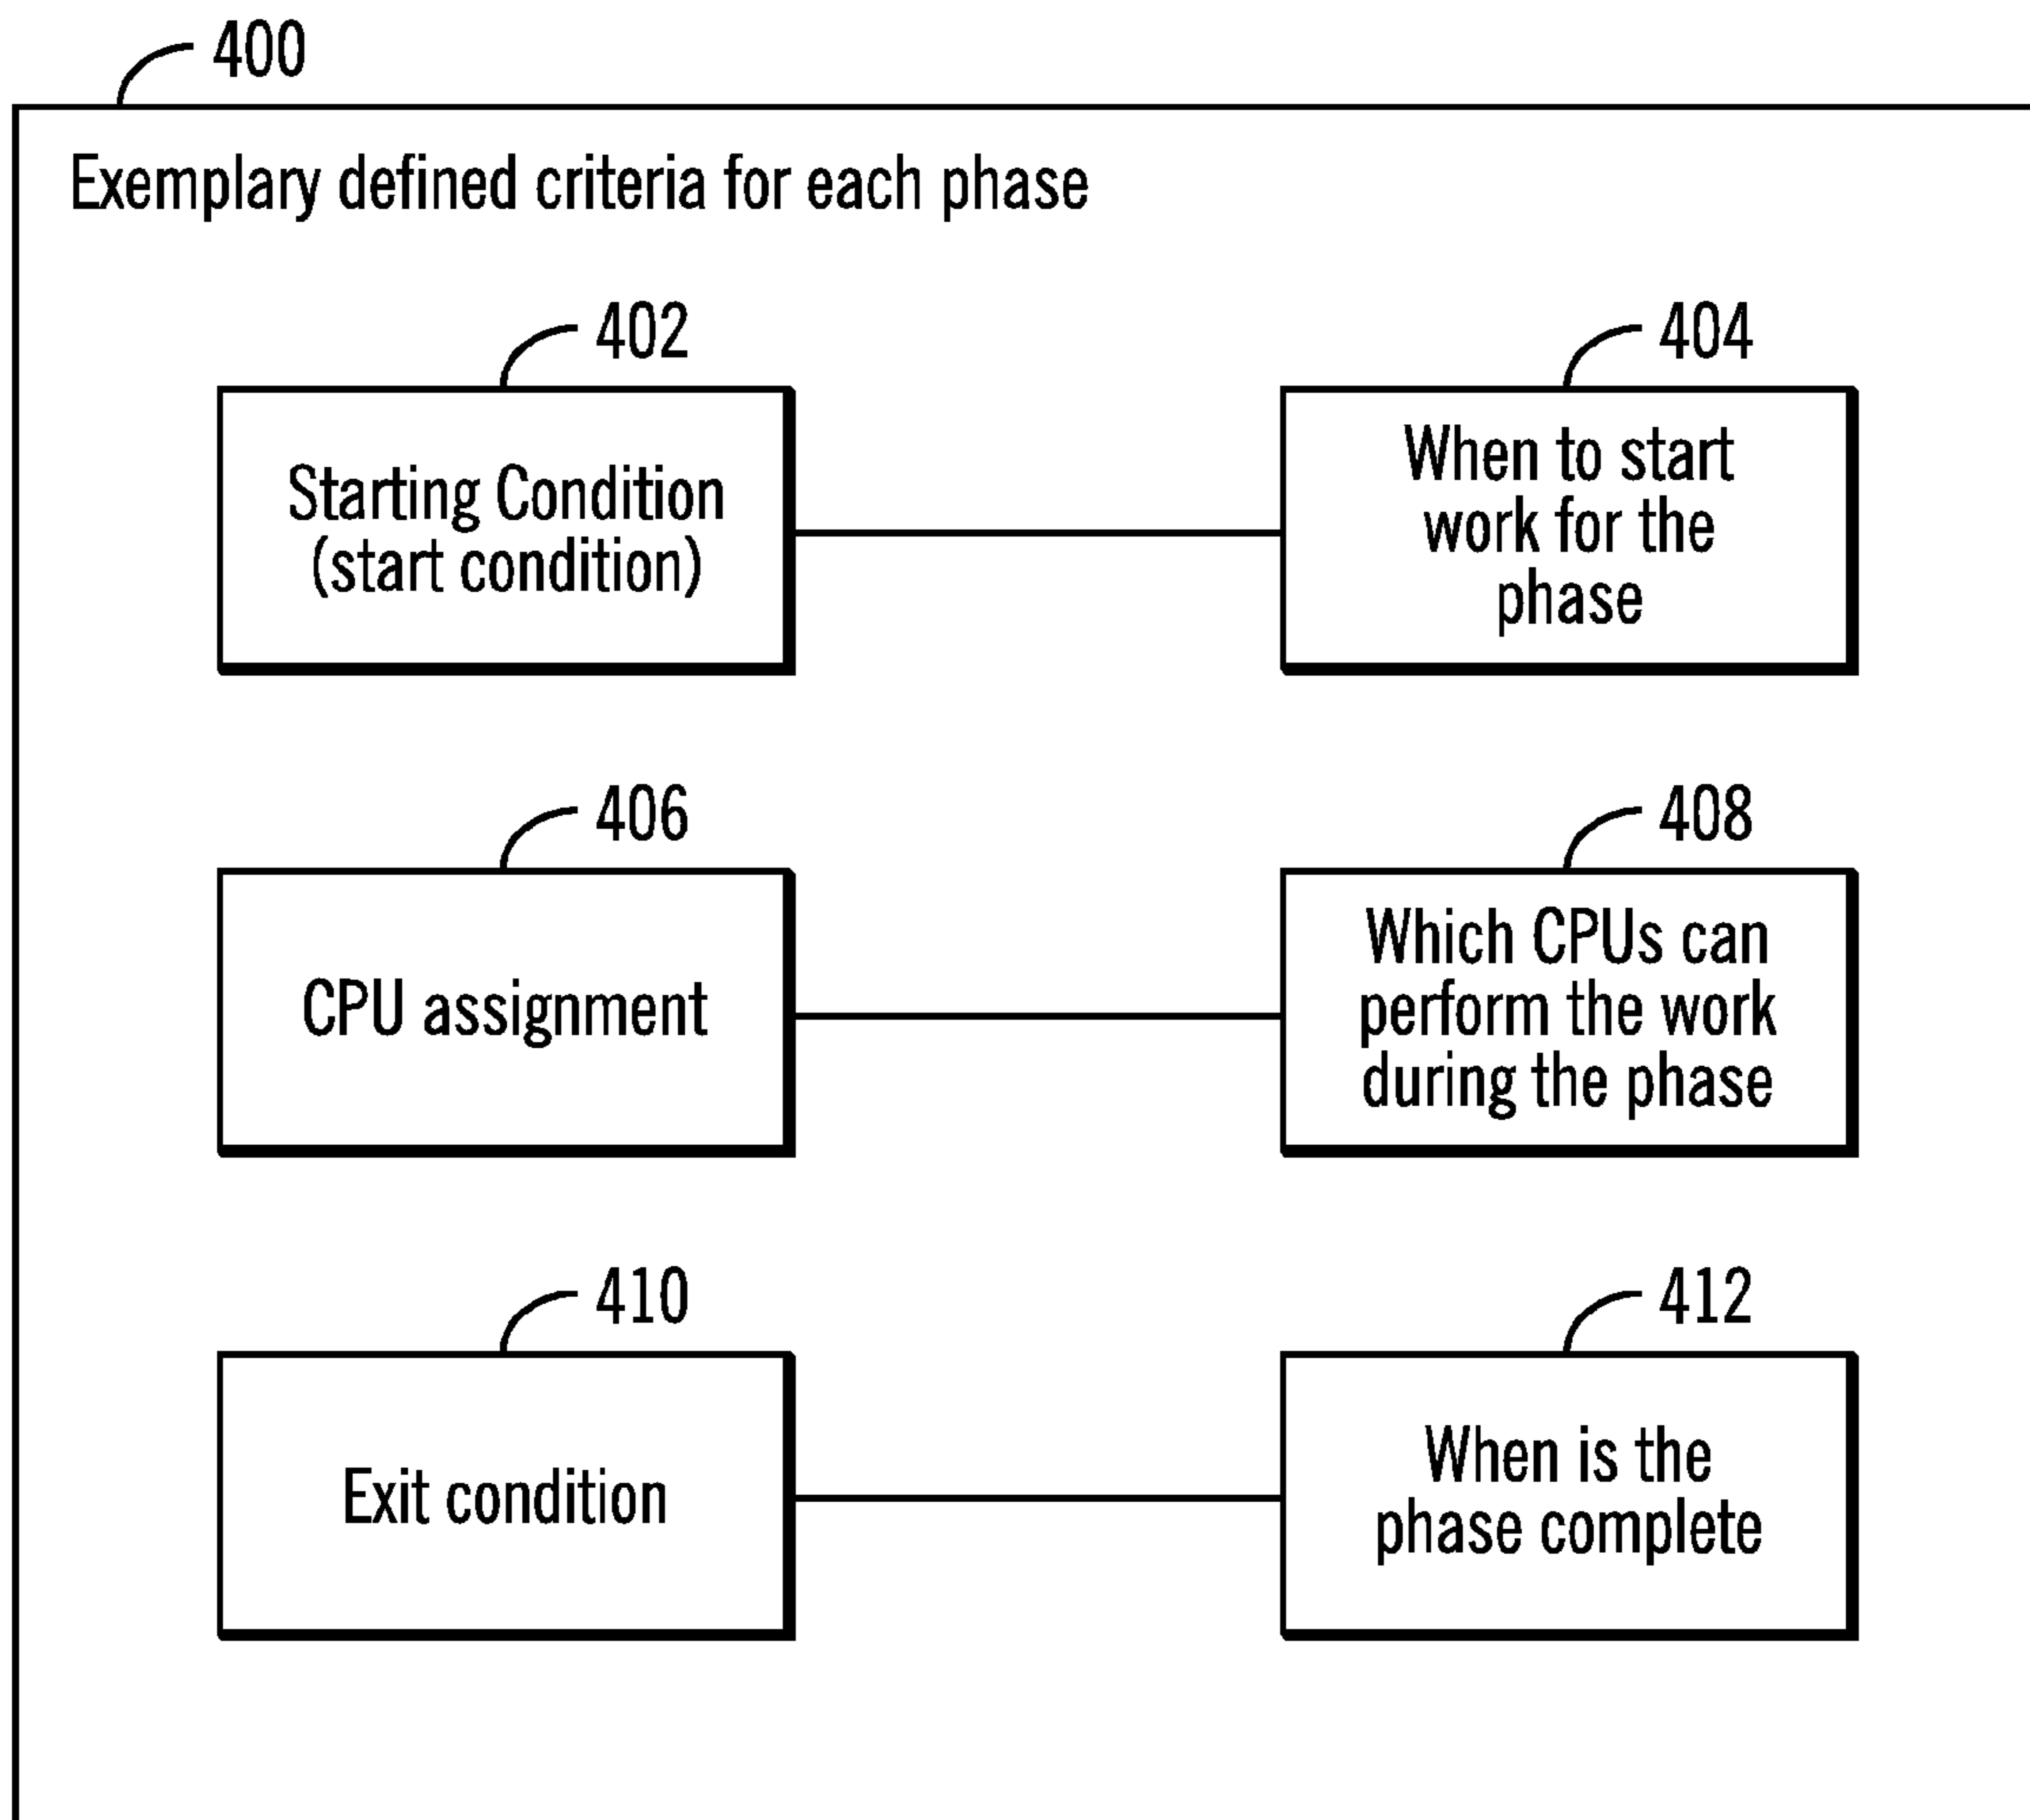 400
Exemplary defined criteria for each phase
402
Starting Condition
(start condition)
404
When to start
work for the
phase
406
CPU assignment
408
Which CPUs can
perform the work
during the phase
410
Exit condition
412
When is the
phase complete